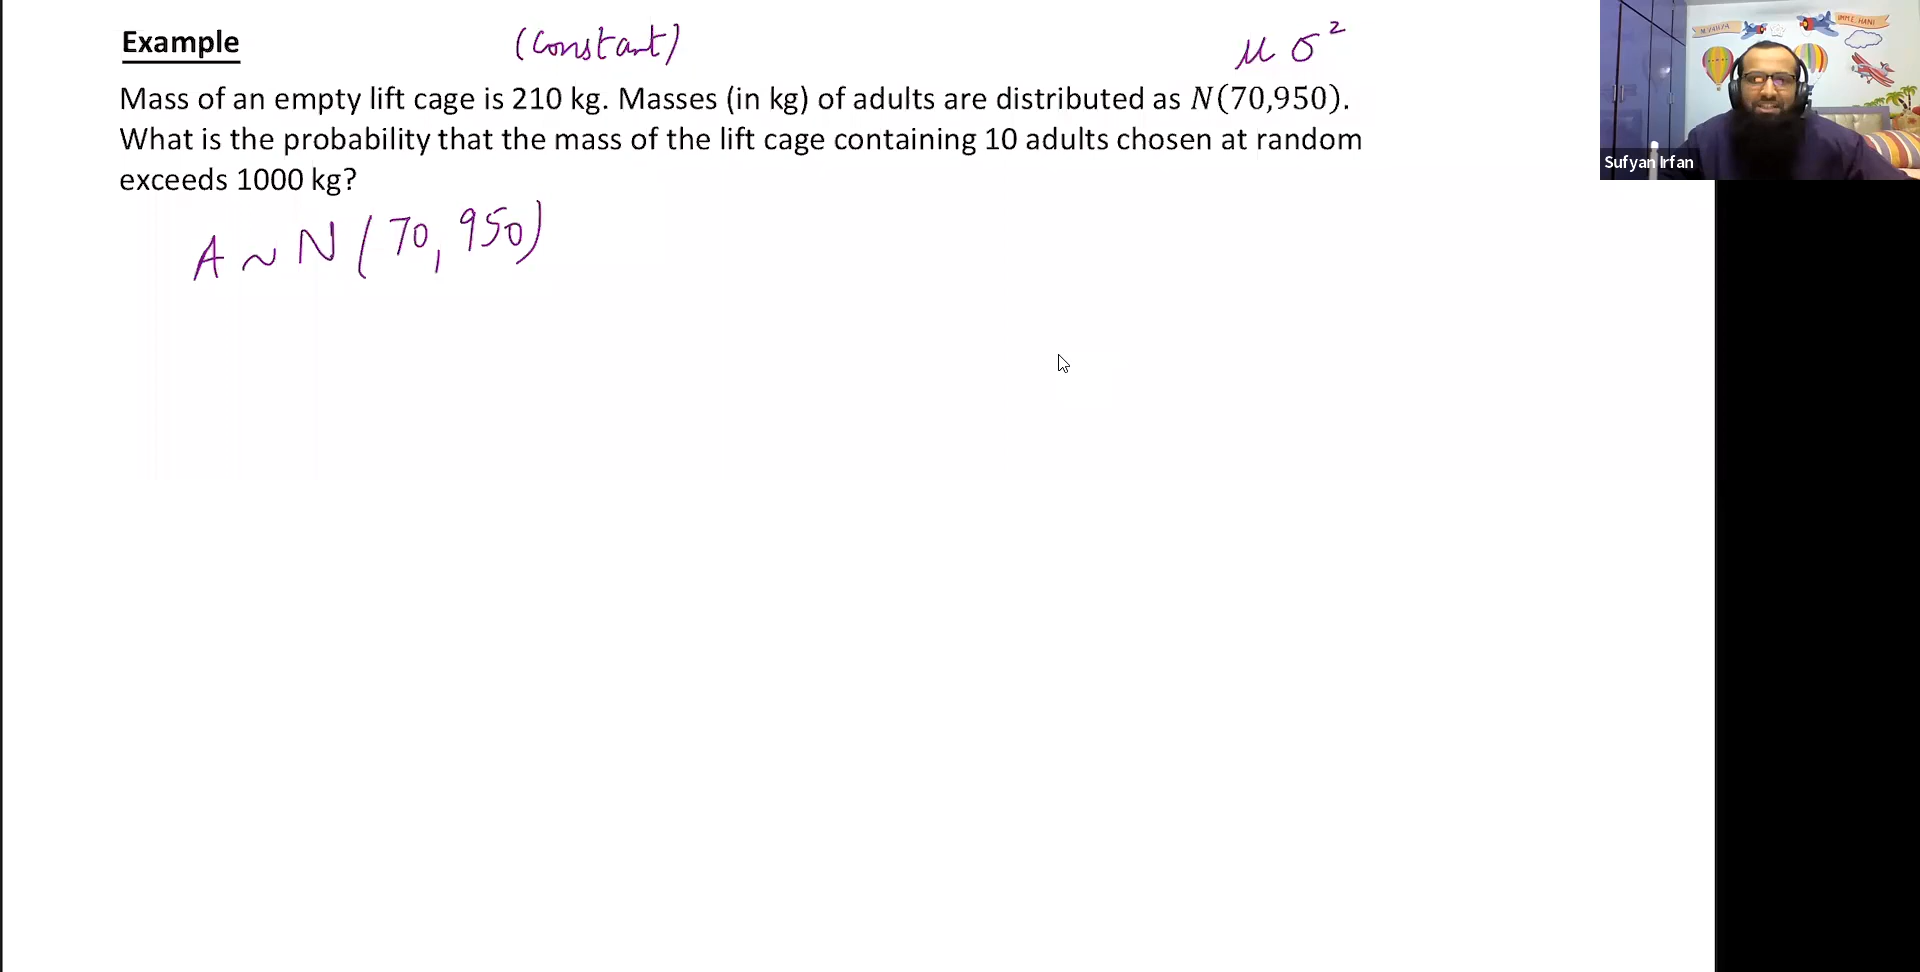 Example
(Constant)
μ σ²
Mass of an empty lift cage is 210 kg. Masses (in kg) of adults are distributed as N(70,950).
What is the probability that the mass of the lift cage containing 10 adults chosen at random
exceeds 1000 kg?
A ~ N(70, 950)
Sufyan Irfan